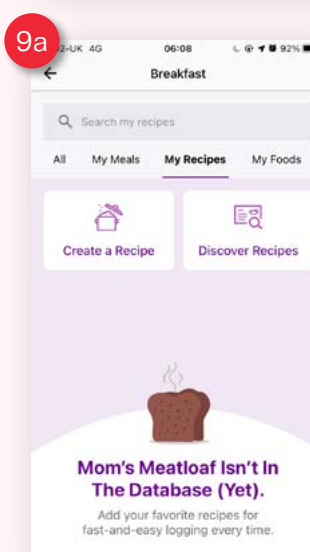 9a
2-UK 4G 06:08 92%
Breakfast
Search my recipes
All My Meals My Recipes My Foods
Create a Recipe Discover Recipes
Mom's Meatloaf Isn't In
The Database (Yet).
Add your favorite recipes for
fast-and-easy logging every time.